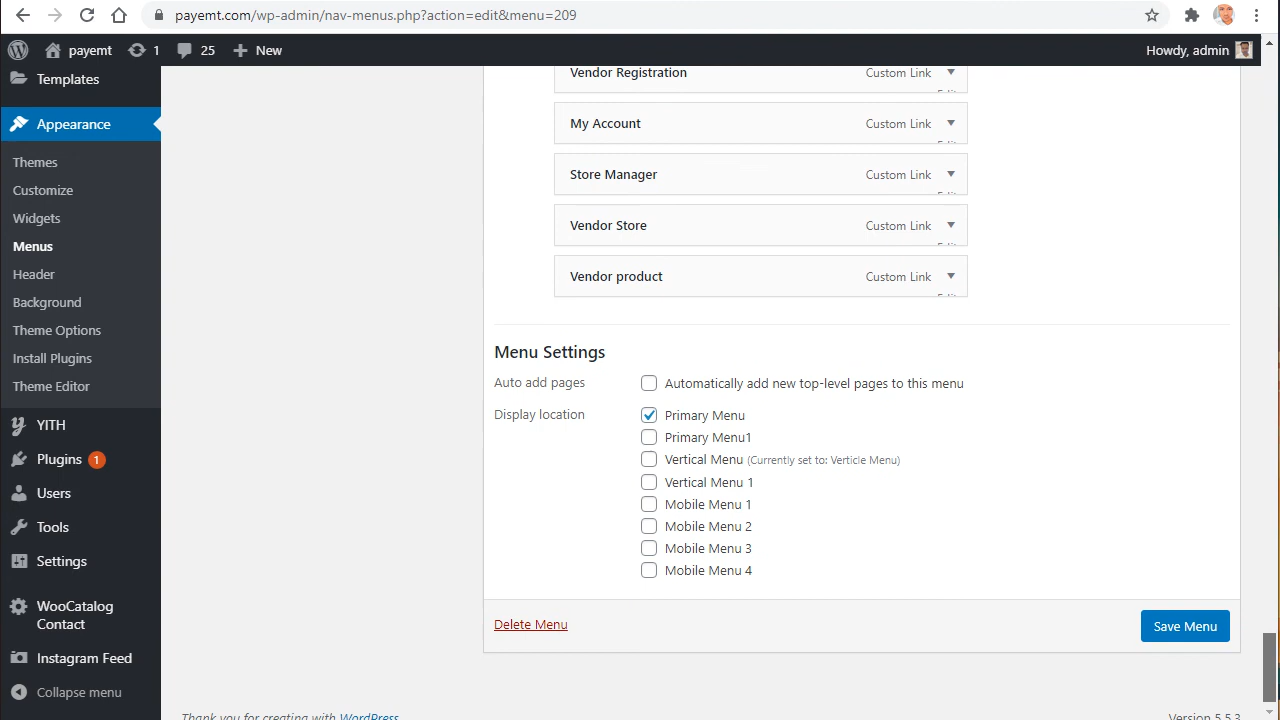 payemt.com/wp-admin/nav-menus.php?action=edit&menu=209
payemt 1 25 New Howdy, admin
Templates
Appearance
Themes
Customize
Widgets
Menus
Header
Background
Theme Options
Install Plugins
Theme Editor
YITH
Plugins 1
Users
Tools
Settings
WooCatalog
Contact
Instagram Feed
Collapse menu
Vendor Registration Custom Link
My Account Custom Link
Store Manager Custom Link
Vendor Store Custom Link
Vendor product Custom Link
Menu Settings
Auto add pages Automatically add new top-level pages to this menu
Display location Primary Menu
Primary Menu1
Vertical Menu (Currently set to: Verticle Menu)
Vertical Menu 1
Mobile Menu 1
Mobile Menu 2
Mobile Menu 3
Mobile Menu 4
Delete Menu Save Menu
Thank you for creating with WordPress Version 5.5.3